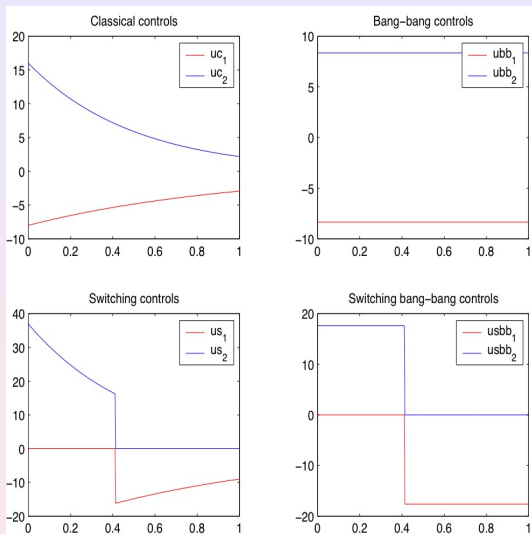 Classical controls
20
15
10
5
0
−5
−10
0 0.2 0.4 0.6 0.8 1
uc1
uc2
Bang−bang controls
10
5
0
−5
−10
0 0.2 0.4 0.6 0.8 1
ubb1
ubb2
Switching controls
40
30
20
10
0
−10
−20
0 0.2 0.4 0.6 0.8 1
us1
us2
Switching bang−bang controls
20
10
0
−10
−20
0 0.2 0.4 0.6 0.8 1
usbb1
usbb2